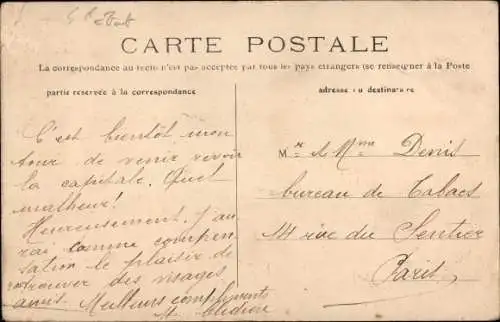 CARTE POSTALE
La correspondance au recto n'est pas acceptée par tous les pays étrangers (se renseigner à la Poste
partie réservée à la correspondance
adresse du destinataire
C'est bientôt mon
tour de venir revoir
la capitale. Quel
malheur!
Heureusement j'au
rai comme compen
sation le plaisir de
retrouver des visages
amis. Meilleurs compliments
Mr et Mme Denis
bureau de Tabacs
14 rue du Sentier
Paris